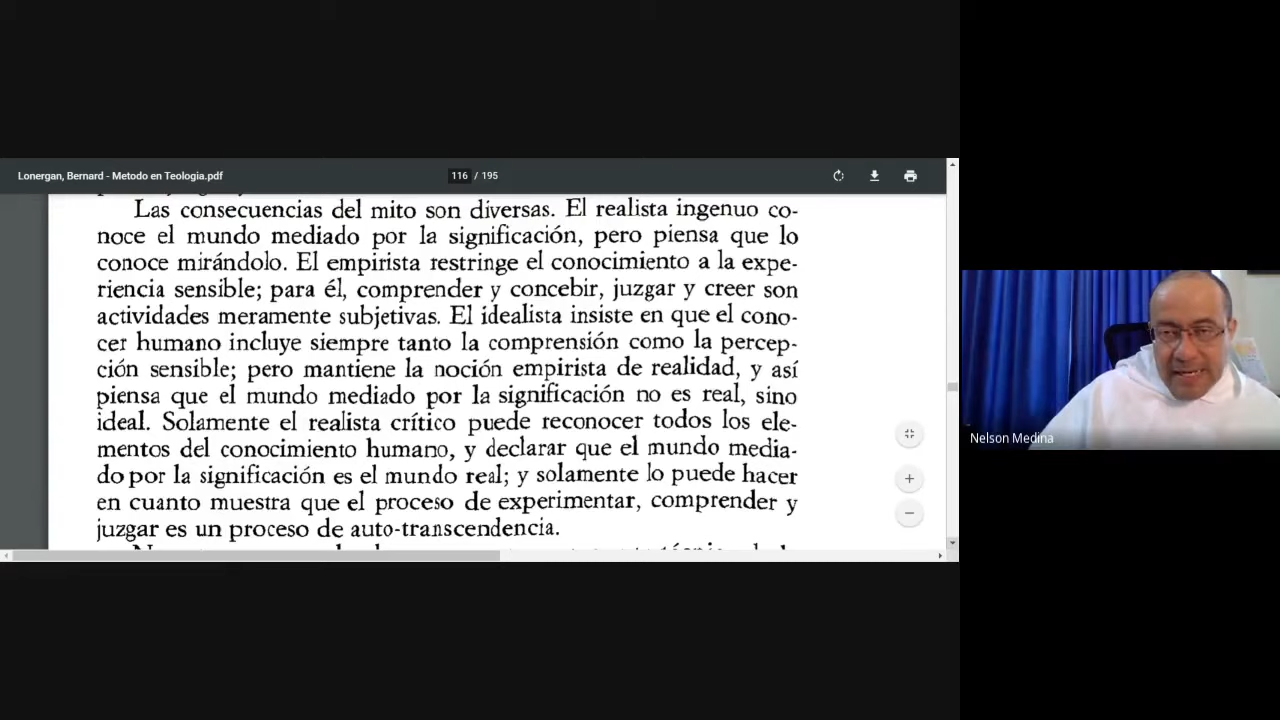 Lonergan, Bernard - Metodo en Teologia.pdf
116 / 195
Las consecuencias del mito son diversas. El realista ingenuo co-
noce el mundo mediado por la significación, pero piensa que lo
conoce mirándolo. El empirista restringe el conocimiento a la expe-
riencia sensible; para él, comprender y concebir, juzgar y creer son
actividades meramente subjetivas. El idealista insiste en que el cono-
cer humano incluye siempre tanto la comprensión como la percep-
ción sensible; pero mantiene la noción empirista de realidad, y así
piensa que el mundo mediado por la significación no es real, sino
ideal. Solamente el realista crítico puede reconocer todos los ele-
mentos del conocimiento humano, y declarar que el mundo media-
do por la significación es el mundo real; y solamente lo puede hacer
en cuanto muestra que el proceso de experimentar, comprender y
juzgar es un proceso de auto-transcendencia.
Nelson Medina